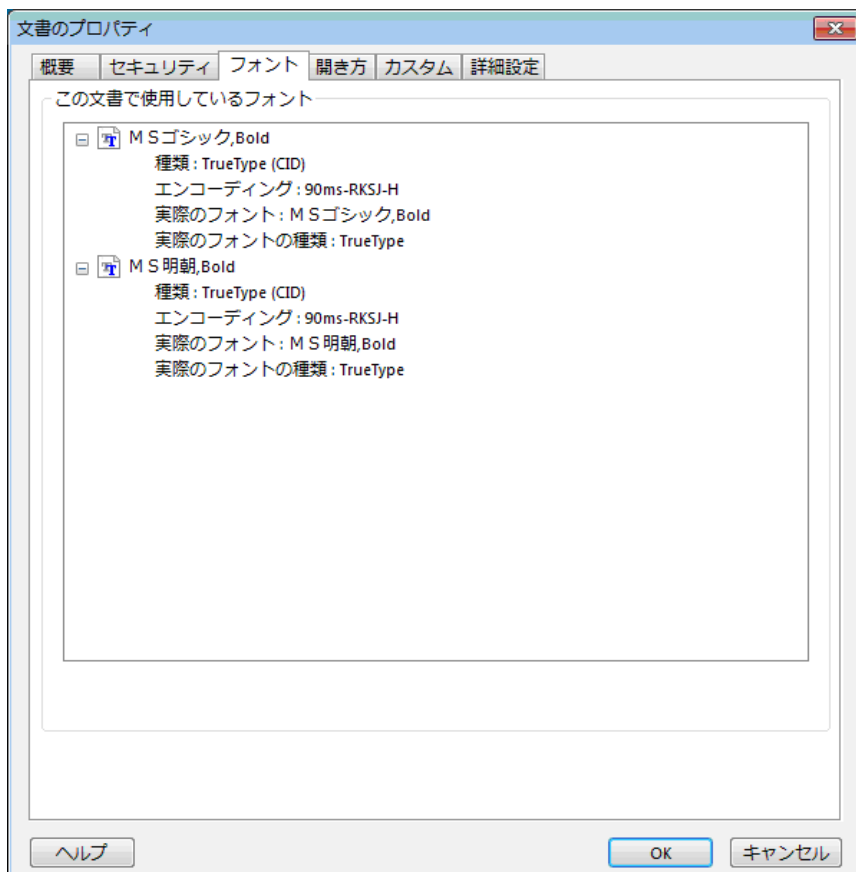 文書のプロパティ
概要 セキュリティ フォント 開き方 カスタム 詳細設定
この文書で使用しているフォント
ＭＳゴシック,Bold
種類 : TrueType (CID)
エンコーディング : 90ms-RKSJ-H
実際のフォント : ＭＳゴシック,Bold
実際のフォントの種類 : TrueType
ＭＳ明朝,Bold
種類 : TrueType (CID)
エンコーディング : 90ms-RKSJ-H
実際のフォント : ＭＳ明朝,Bold
実際のフォントの種類 : TrueType
ヘルプ OK キャンセル